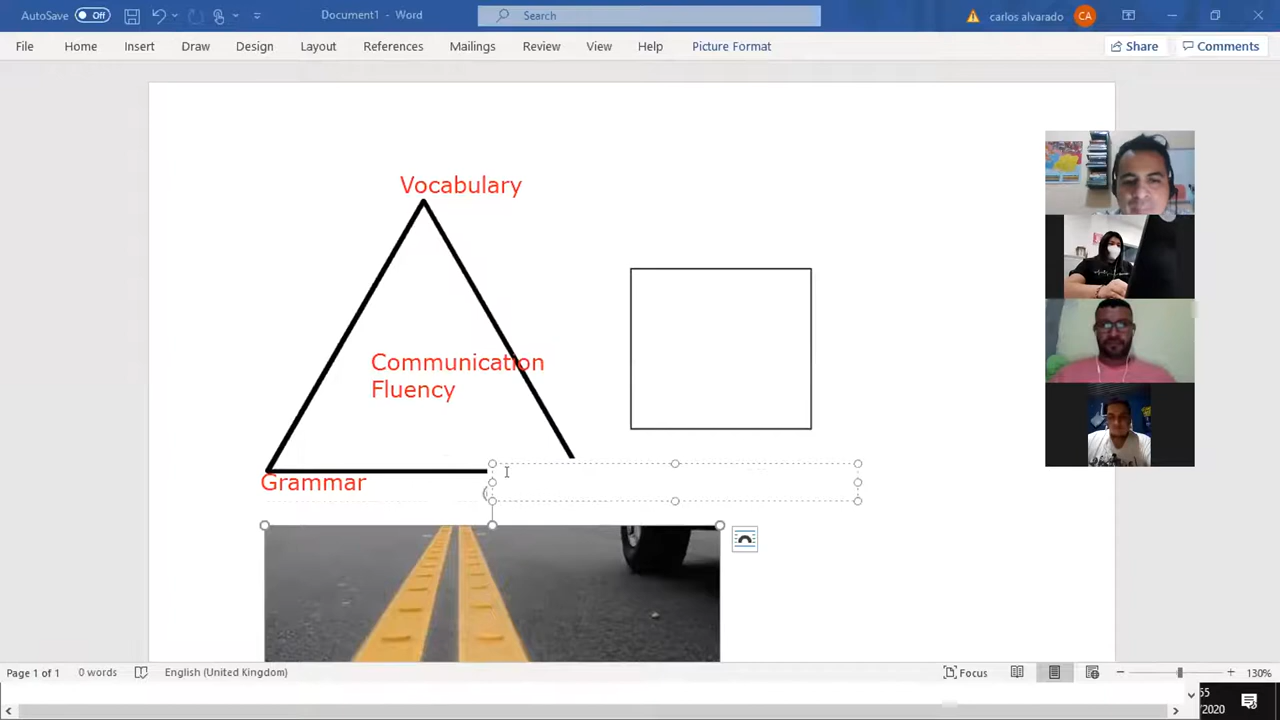 AutoSave Off Document1 - Word Search carlos alvarado CA
File Home Insert Draw Design Layout References Mailings Review View Help Picture Format Share Comments
Vocabulary
Communication
Fluency
Grammar
Page 1 of 1 0 words English (United Kingdom) Focus 130%
55
2020